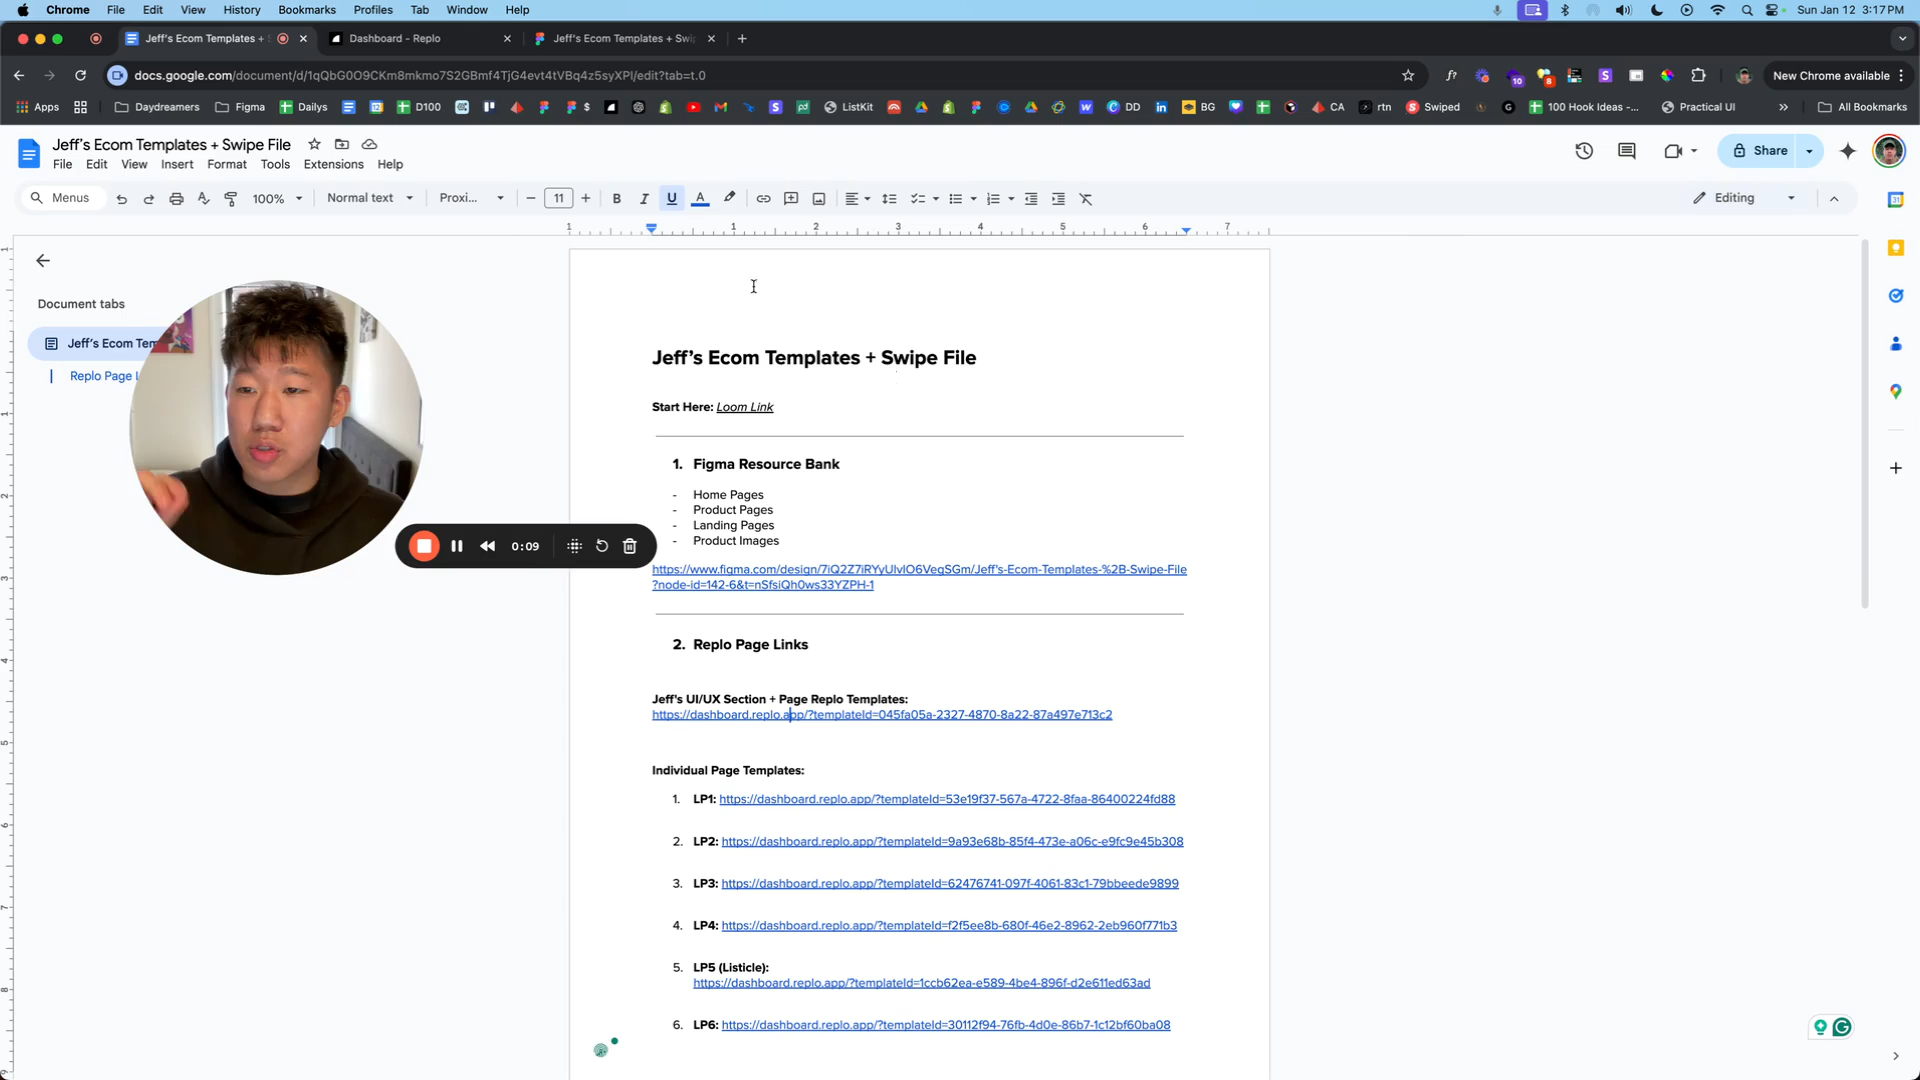 Chrome File Edit View History Bookmarks Profiles Tab Window Help
Sun Jan 12 3:17 PM
Jeff's Ecom Templates +
Dashboard - Replo
Jeff's Ecom Templates + Swi
docs.google.com/document/d/1qQbG0O9CKm8mkmo7S2GBmf4TjG4evt4tVBq4z5syXPI/edit?tab=t.0
New Chrome available
Apps
Daydreamers
Figma
Dailys
D100
$
ListKit
DD
BG
CA
rtn
Swiped
100 Hook Ideas -...
Practical UI
All Bookmarks
Jeff's Ecom Templates + Swipe File
File Edit View Insert Format Tools Extensions Help
Share
Menus
100%
Normal text
Proxi...
11
Editing
Document tabs
Jeff's Ecom Tem
Replo Page L
0:09
Jeff's Ecom Templates + Swipe File
Start Here: Loom Link
1. Figma Resource Bank
- Home Pages
- Product Pages
- Landing Pages
- Product Images
https://www.figma.com/design/7iQ2Z7iRYyUIvIO6VegSGm/Jeff's-Ecom-Templates-%2B-Swipe-File
?node-id=142-6&t=nSfsiQh0ws33YZPH-1
2. Replo Page Links
Jeff's UI/UX Section + Page Replo Templates:
https://dashboard.replo.app/?templateId=045fa05a-2327-4870-8a22-87a497e713c2
Individual Page Templates:
1. LP1: https://dashboard.replo.app/?templateId=53e19f37-567a-4722-8faa-86400224fd88
2. LP2: https://dashboard.replo.app/?templateId=9a93e68b-85f4-473e-a06c-e9fc9e45b308
3. LP3: https://dashboard.replo.app/?templateId=62476741-097f-4061-83c1-79bbeede9899
4. LP4: https://dashboard.replo.app/?templateId=f2f5ee8b-680f-46e2-8962-2eb960f771b3
5. LP5 (Listicle):
https://dashboard.replo.app/?templateId=1ccb62ea-e589-4be4-896f-d2e611ed63ad
6. LP6: https://dashboard.replo.app/?templateId=30112f94-76fb-4d0e-86b7-1c12bf60ba08